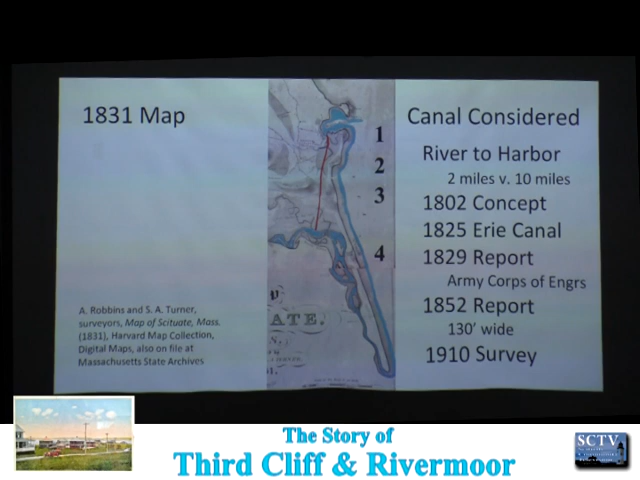 1831 Map
A. Robbins and S. A. Turner,
surveyors, Map of Scituate, Mass.
(1831), Harvard Map Collection,
Digital Maps, also on file at
Massachusetts State Archives
1
2
3
4
ATE.
Canal Considered
River to Harbor
2 miles v. 10 miles
1802 Concept
1825 Erie Canal
1829 Report
Army Corps of Engrs
1852 Report
130' wide
1910 Survey
The Story of
Third Cliff & Rivermoor
SCTV